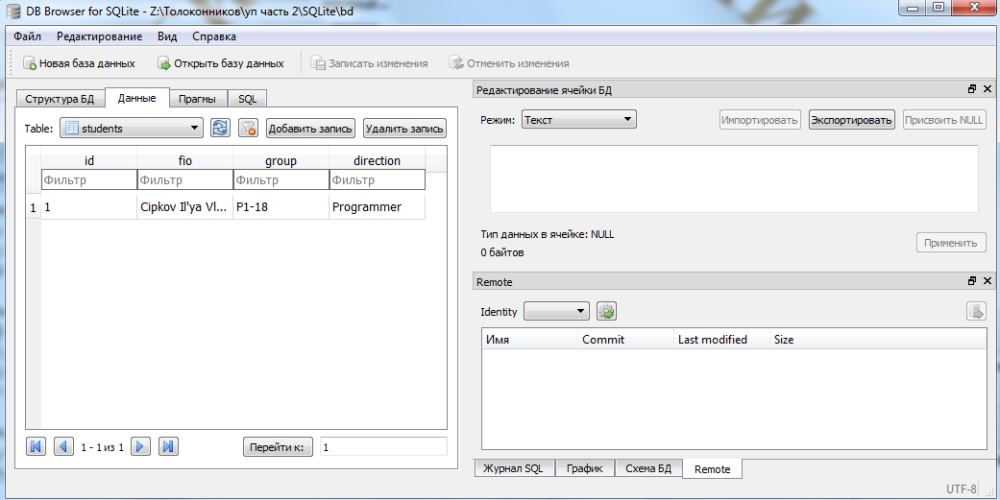 DB Browser for SQLite - Z:\Толоконников\уп часть 2\SQLite\bd
Файл Редактирование Вид Справка
Новая база данных Открыть базу данных Записать изменения Отменить изменения
Структура БД Данные Прагмы SQL
Table: students Добавить запись Удалить запись
id fio group direction
Фильтр Фильтр Фильтр Фильтр
1 1 Cipkov Il'ya Vl... P1-18 Programmer
1 - 1 из 1 Перейти к: 1
Редактирование ячейки БД
Режим: Текст Импортировать Экспортировать Присвоить NULL
Тип данных в ячейке: NULL
0 байтов
Применить
Remote
Identity
Имя Commit Last modified Size
Журнал SQL График Схема БД Remote
UTF-8